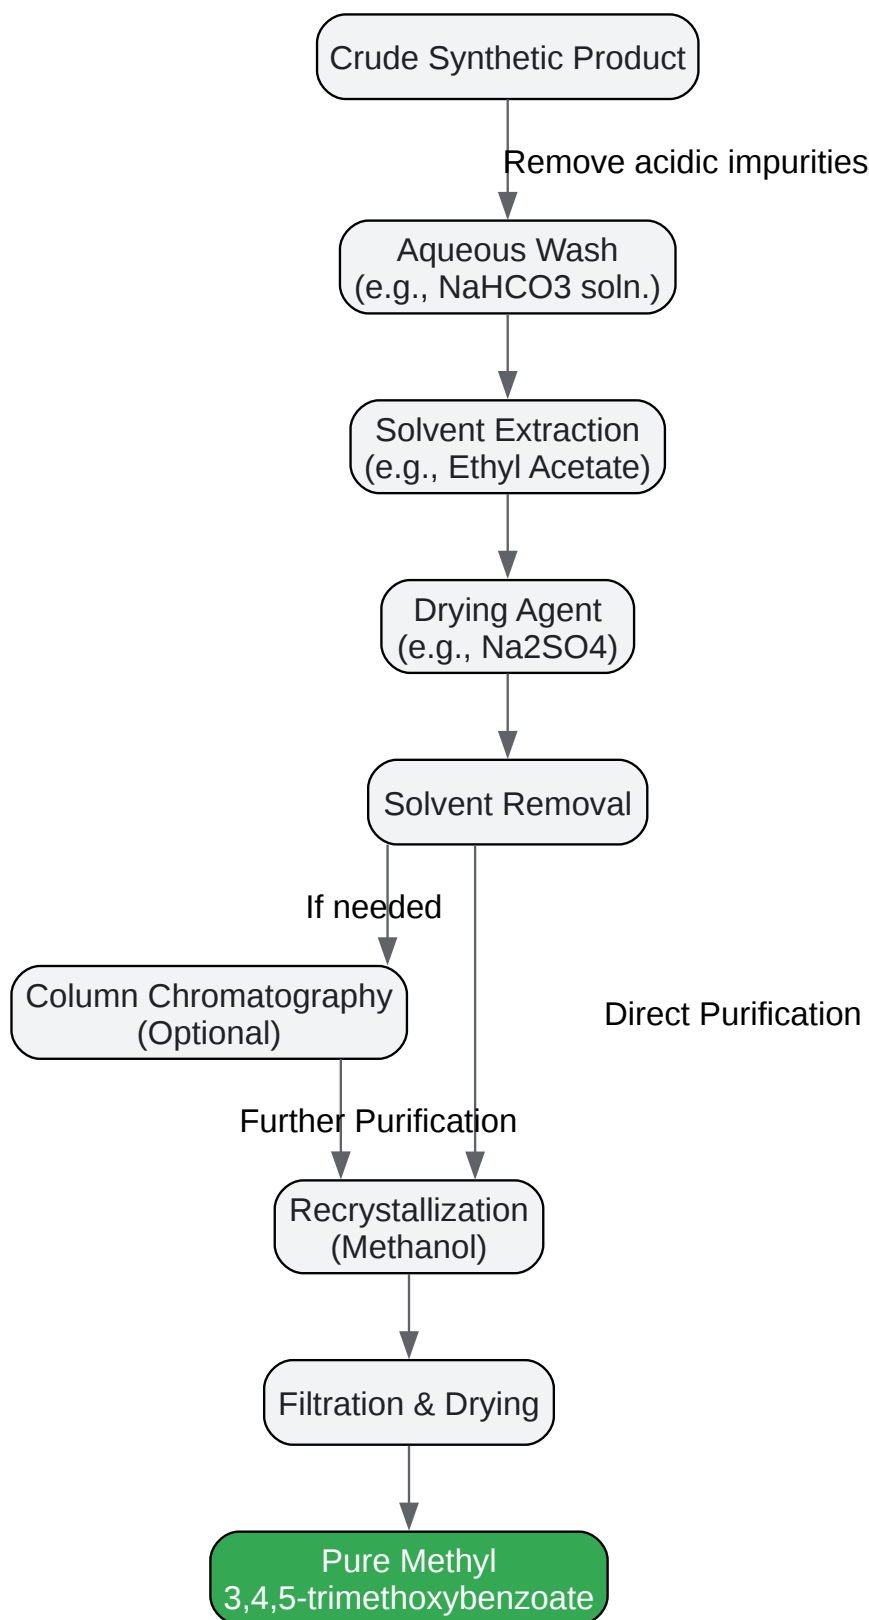 Crude Synthetic Product
Remove acidic impurities
Aqueous Wash
(e.g., NaHCO3 soln.)
Solvent Extraction
(e.g., Ethyl Acetate)
Drying Agent
(e.g., Na2SO4)
Solvent Removal
If needed
Column Chromatography
(Optional)
Direct Purification
Further Purification
Recrystallization
(Methanol)
Filtration & Drying
Pure Methyl
3,4,5-trimethoxybenzoate